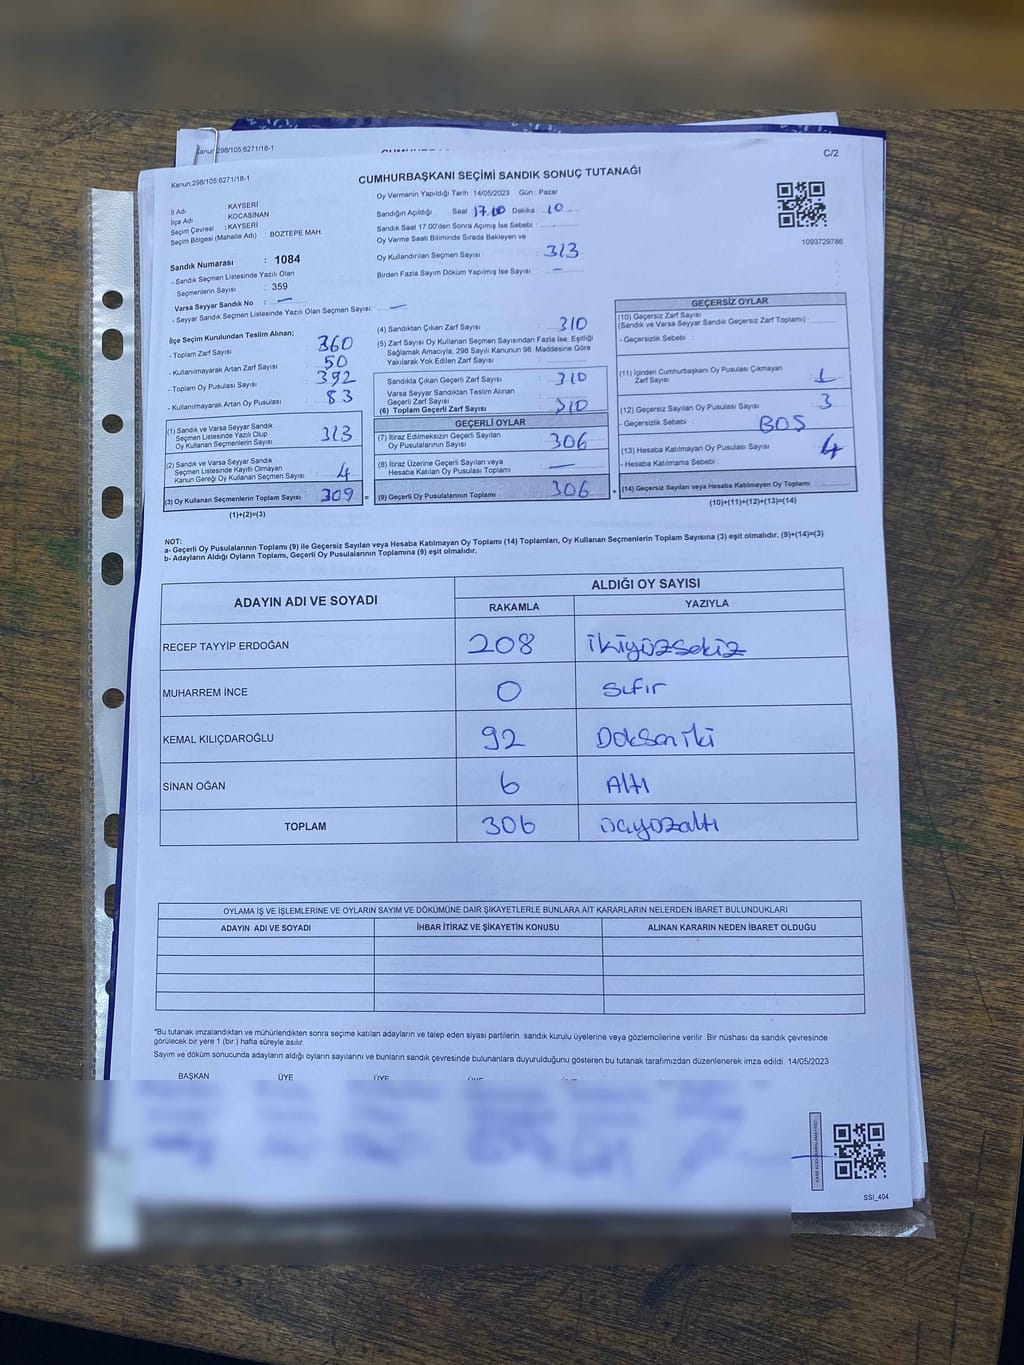 Kanun:298/105.6271/18-1
Kanun:298/105.6271/18-1
C/2
CUMHURBAŞKANI SEÇİMİ SANDIK SONUÇ TUTANAĞI
Oy Vermenin Yapıldığı Tarih : 14/05/2023 Gün : Pazar
İl Adı : KAYSERİ
İlçe Adı : KOCASİNAN
Seçim Çevresi : KAYSERİ
Seçim Bölgesi (Mahalle Adı) BOZTEPE MAH.
Sandığın Açıldığı Saat 17.10 Dakika 10
Sandık Saat 17.00'den Sonra Açılmış İse Sebebi :
Oy Verme Saati Bitiminde Sırada Bekleyen ve
Oy Kullandırılan Seçmen Sayısı : 313
Birden Fazla Sayım Döküm Yapılmış İse Sayısı : —
1093729786
Sandık Numarası : 1084
- Sandık Seçmen Listesinde Yazılı Olan
Seçmenlerin Sayısı : 359
Varsa Seyyar Sandık No : —
- Seyyar Sandık Seçmen Listesinde Yazılı Olan Seçmen Sayısı : —
İlçe Seçim Kurulundan Teslim Alınan;
- Toplam Zarf Sayısı : 360
- Kullanılmayarak Artan Zarf Sayısı : 50
- Toplam Oy Pusulası Sayısı : 392
- Kullanılmayarak Artan Oy Pusulası : 83
(1) Sandık ve Varsa Seyyar Sandık
Seçmen Listesinde Yazılı Olup
Oy Kullanan Seçmenlerin Sayısı : 313
(2) Sandık ve Varsa Seyyar Sandık
Seçmen Listesinde Kayıtlı Olmayan
Kanun Gereği Oy Kullanan Seçmen Sayısı : 4
(3) Oy Kullanan Seçmenlerin Toplam Sayısı : 309 =
(1)+(2)=(3)
(4) Sandıktan Çıkan Zarf Sayısı : 310
(5) Zarf Sayısı Oy Kullanan Seçmen Sayısından Fazla İse, Eşitliği
Sağlamak Amacıyla, 298 Sayılı Kanunun 98. Maddesine Göre
Yakılarak Yok Edilen Zarf Sayısı :
Sandıkta Çıkan Geçerli Zarf Sayısı : 310
Varsa Seyyar Sandıktan Teslim Alınan
Geçerli Zarf Sayısı :
(6) Toplam Geçerli Zarf Sayısı : 310
GEÇERLİ OYLAR
(7) İtiraz Edilmeksizin Geçerli Sayılan
Oy Pusulalarının Sayısı : 306
(8) İtiraz Üzerine Geçerli Sayılan veya
Hesaba Katılan Oy Pusulası Toplamı : —
(9) Geçerli Oy Pusulalarının Toplamı : 306 +
GEÇERSİZ OYLAR
(10) Geçersiz Zarf Sayısı
(Sandık ve Varsa Seyyar Sandık Geçersiz Zarf Toplamı) :
- Geçersizlik Sebebi :
(11) İçinden Cumhurbaşkanı Oy Pusulası Çıkmayan
Zarf Sayısı : 1
(12) Geçersiz Sayılan Oy Pusulası Sayısı : 3
- Geçersizlik Sebebi : BOŞ
(13) Hesaba Katılmayan Oy Pusulası Sayısı : 4
- Hesaba Katılmama Sebebi :
(14) Geçersiz Sayılan veya Hesaba Katılmayan Oy Toplamı :
(10)+(11)+(12)+(13)=(14)
NOT:
a- Geçerli Oy Pusulalarının Toplamı (9) ile Geçersiz Sayılan veya Hesaba Katılmayan Oy Toplamı (14) Toplamları, Oy Kullanan Seçmenlerin Toplam Sayısına (3) eşit olmalıdır. (9)+(14)=(3)
b- Adayların Aldığı Oyların Toplamı, Geçerli Oy Pusulalarının Toplamına (9) eşit olmalıdır.
ADAYIN ADI VE SOYADI ALDIĞI OY SAYISI
RAKAMLA YAZIYLA
RECEP TAYYİP ERDOĞAN 208 ikiyüzsekiz
MUHARREM İNCE 0 sıfır
KEMAL KILIÇDAROĞLU 92 Doksaniki
SİNAN OĞAN 6 Altı
TOPLAM 306 üçyüzaltı
OYLAMA İŞ VE İŞLEMLERİNE VE OYLARIN SAYIM VE DÖKÜMÜNE DAİR ŞİKAYETLERLE BUNLARA AİT KARARLARIN NELERDEN İBARET BULUNDUKLARI
ADAYIN ADI VE SOYADI İHBAR İTİRAZ VE ŞİKAYETİN KONUSU ALINAN KARARIN NEDEN İBARET OLDUĞU
*Bu tutanak imzalandıktan ve mühürlendikten sonra seçime katılan adayların ve talep eden siyasi partilerin sandık kurulu üyelerine veya gözlemcilerine verilir. Bir nüshası da sandık çevresinde
görülecek bir yere 1 (bir ) hafta süreyle asılır.
Sayım ve döküm sonucunda adayların aldığı oyların sayılarını ve bunların sandık çevresinde bulunanlara duyurulduğunu gösteren bu tutanak tarafımızdan düzenlenerek imza edildi. 14/05/2023
BAŞKAN ÜYE ÜYE ÜYE ÜYE
SSI_404